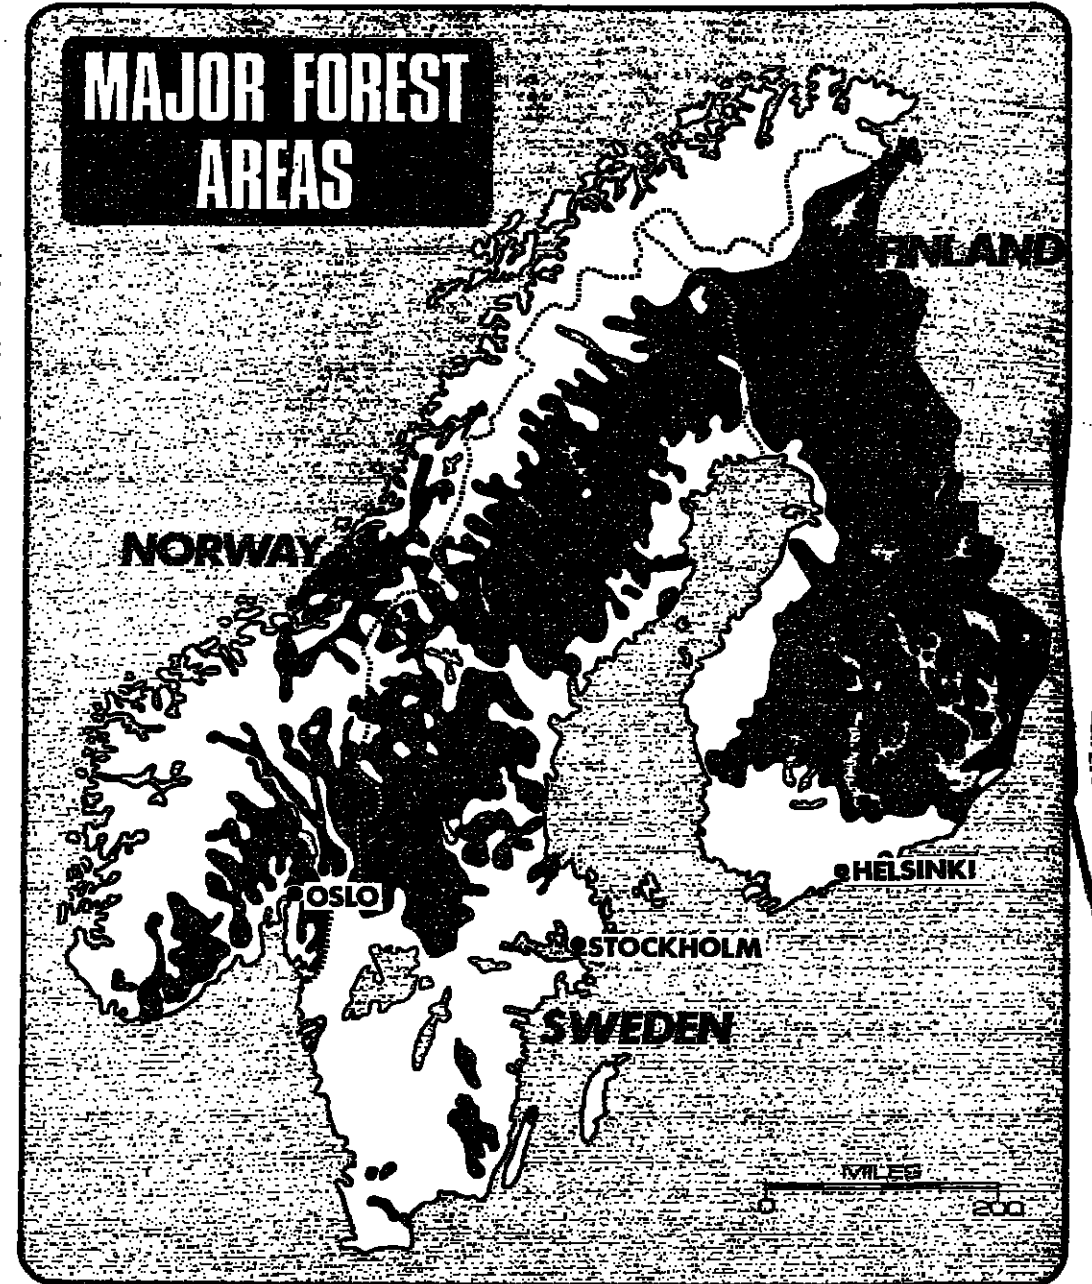 MAJOR FOREST
AREAS
FINLAND
NORWAY
OSLO
HELSINKI
STOCKHOLM
SWEDEN
MILES
0 200